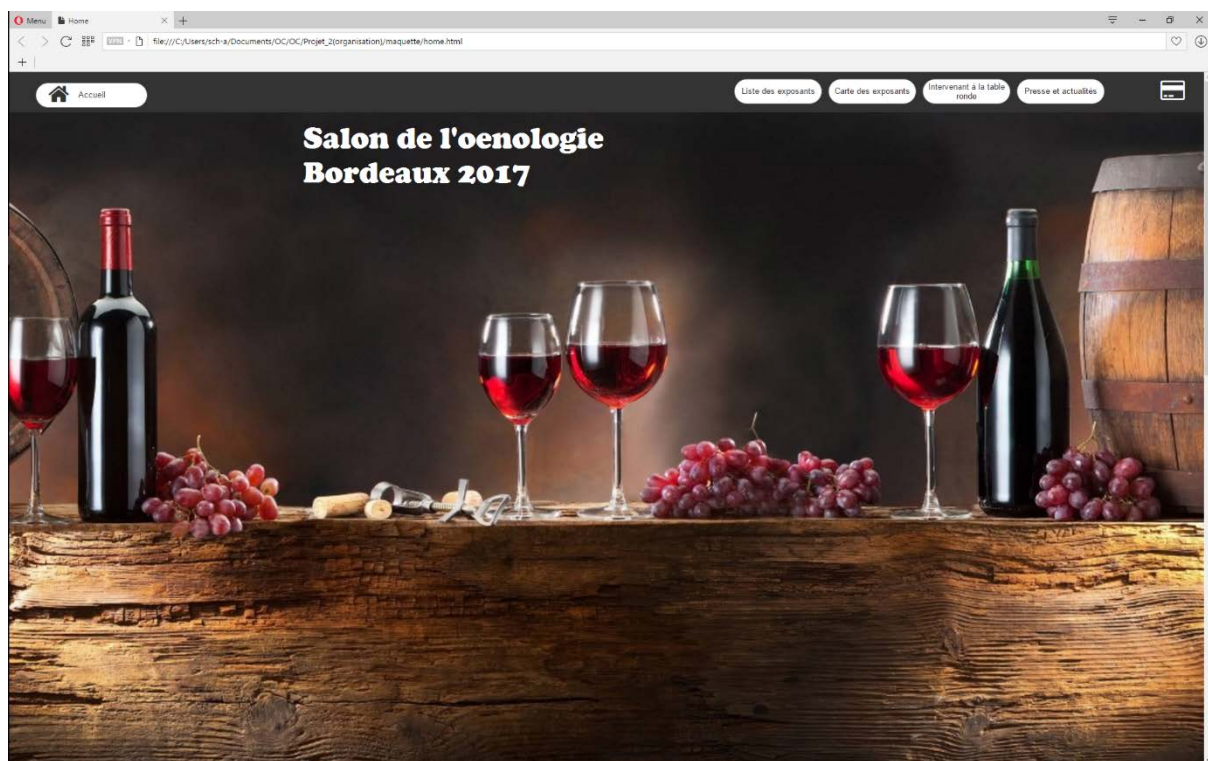 Menu
Home
VPN
file:///C:/Users/sch-a/Documents/OC/OC/Projet_2(organisation)/maquette/home.html
Accueil
Liste des exposants
Carte des exposants
Intervenant à la table
ronde
Presse et actualités
Salon de l'oenologie
Bordeaux 2017